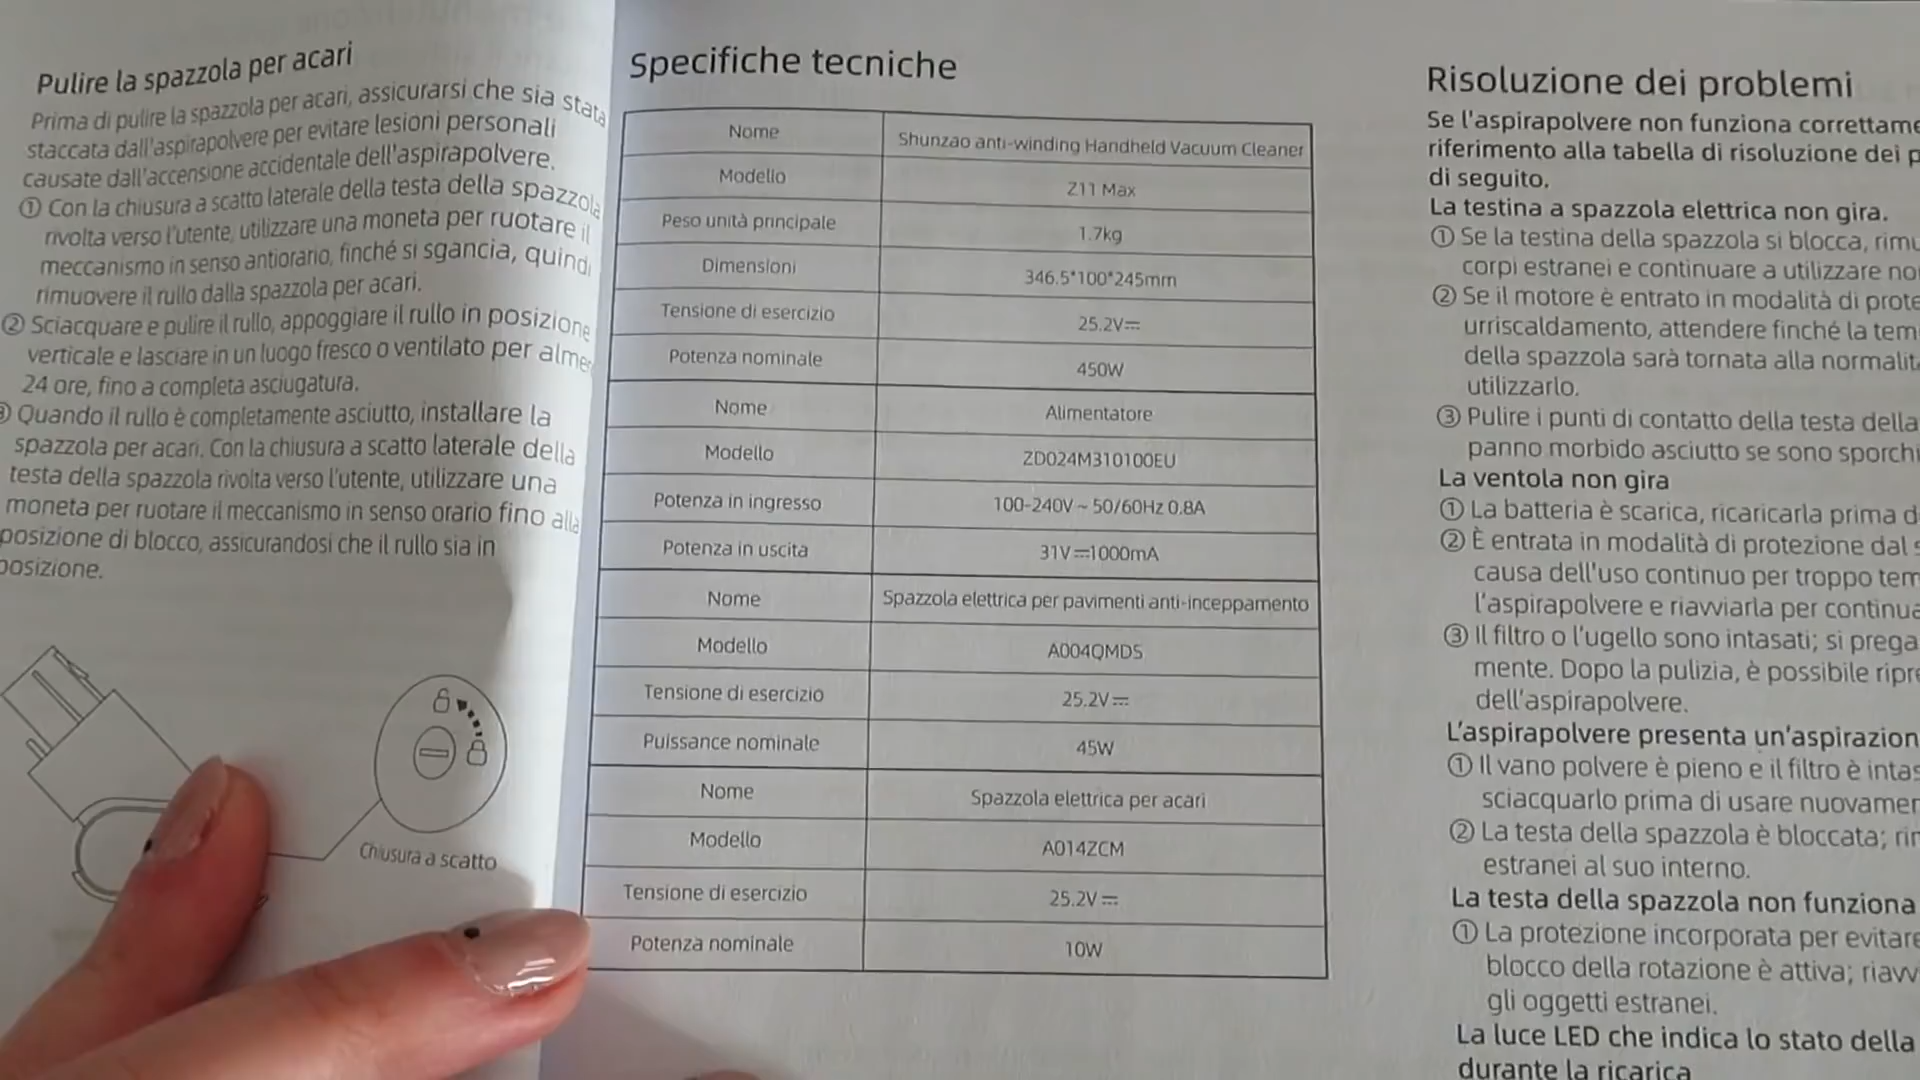 Pulire la spazzola per acari
Prima di pulire la spazzola per acari, assicurarsi che sia stata
staccata dall'aspirapolvere per evitare lesioni personali
causate dall'accensione accidentale dell'aspirapolvere.
① Con la chiusura a scatto laterale della testa della spazzola
rivolta verso l'utente, utilizzare una moneta per ruotare il
meccanismo in senso antiorario, finché si sgancia, quindi
rimuovere il rullo dalla spazzola per acari.
② Sciacquare e pulire il rullo, appoggiare il rullo in posizione
verticale e lasciare in un luogo fresco o ventilato per alme
24 ore, fino a completa asciugatura.
③ Quando il rullo è completamente asciutto, installare la
spazzola per acari. Con la chiusura a scatto laterale della
testa della spazzola rivolta verso l'utente, utilizzare una
moneta per ruotare il meccanismo in senso orario fino alla
posizione di blocco, assicurandosi che il rullo sia in
posizione.
Chiusura a scatto
Specifiche tecniche
Nome Shunzao anti-winding Handheld Vacuum Cleaner
Modello Z11 Max
Peso unità principale 1.7kg
Dimensioni 346.5*100*245mm
Tensione di esercizio 25.2V⎓
Potenza nominale 450W
Nome Alimentatore
Modello ZD024M310100EU
Potenza in ingresso 100-240V ~ 50/60Hz 0.8A
Potenza in uscita 31V⎓1000mA
Nome Spazzola elettrica per pavimenti anti-inceppamento
Modello A004QMDS
Tensione di esercizio 25.2V⎓
Puissance nominale 45W
Nome Spazzola elettrica per acari
Modello A014ZCM
Tensione di esercizio 25.2V⎓
Potenza nominale 10W
Risoluzione dei problemi
Se l'aspirapolvere non funziona correttame
riferimento alla tabella di risoluzione dei p
di seguito.
La testina a spazzola elettrica non gira.
① Se la testina della spazzola si blocca, rimu
corpi estranei e continuare a utilizzare no
② Se il motore è entrato in modalità di prote
urriscaldamento, attendere finché la tem
della spazzola sarà tornata alla normalit
utilizzarlo.
③ Pulire i punti di contatto della testa della
panno morbido asciutto se sono sporchi
La ventola non gira
① La batteria è scarica, ricaricarla prima d
② È entrata in modalità di protezione dal s
causa dell'uso continuo per troppo tem
l'aspirapolvere e riavviarla per continua
③ Il filtro o l'ugello sono intasati; si prega
mente. Dopo la pulizia, è possibile ripre
dell'aspirapolvere.
L'aspirapolvere presenta un'aspirazion
① Il vano polvere è pieno e il filtro è intas
sciacquarlo prima di usare nuovamen
② La testa della spazzola è bloccata; rim
estranei al suo interno.
La testa della spazzola non funziona
① La protezione incorporata per evitare
blocco della rotazione è attiva; riavv
gli oggetti estranei.
La luce LED che indica lo stato della
durante la ricarica